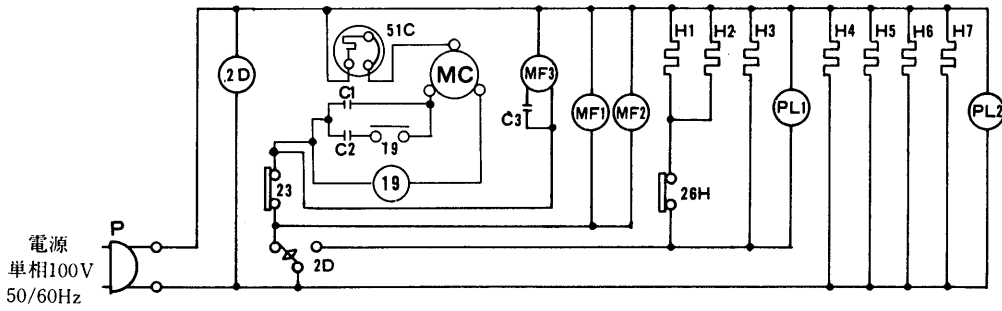 51C
H1
H2
H3
H4
H5
H6
H7
2D
MC
MF3
C1
C3
MF1
MF2
PL1
PL2
C2
19
19
23
26H
P
2D
電源
単相100V
50/60Hz